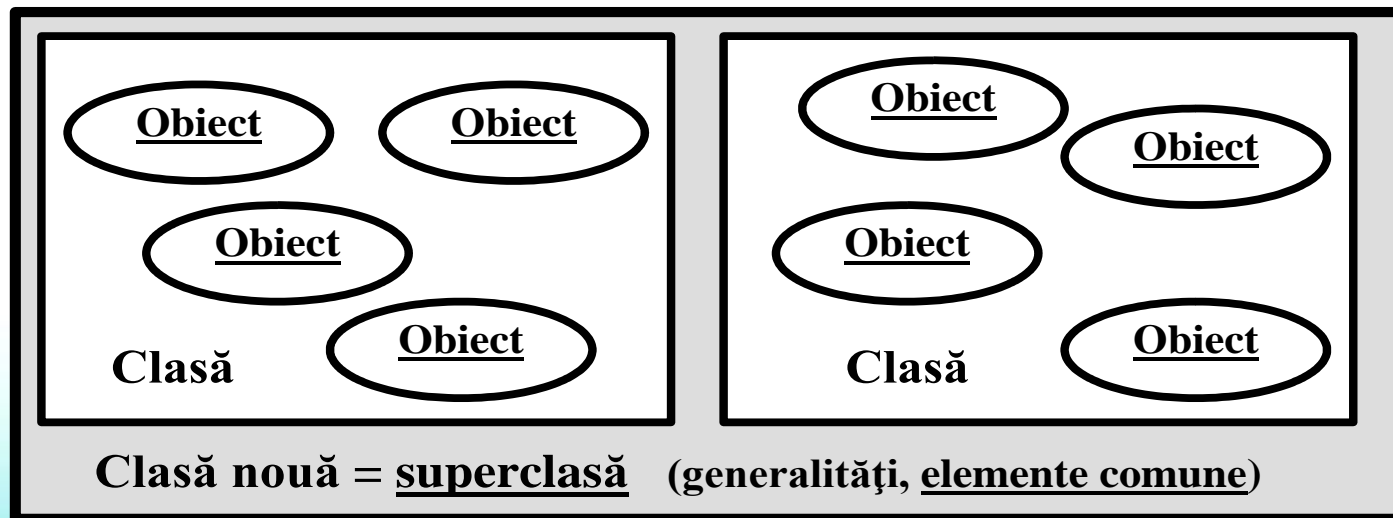 Obiect
Obiect
Obiect
Obiect
Clasă
Obiect
Obiect
Obiect
Obiect
Clasă
Clasă nouă = superclasă (generalităţi, elemente comune)